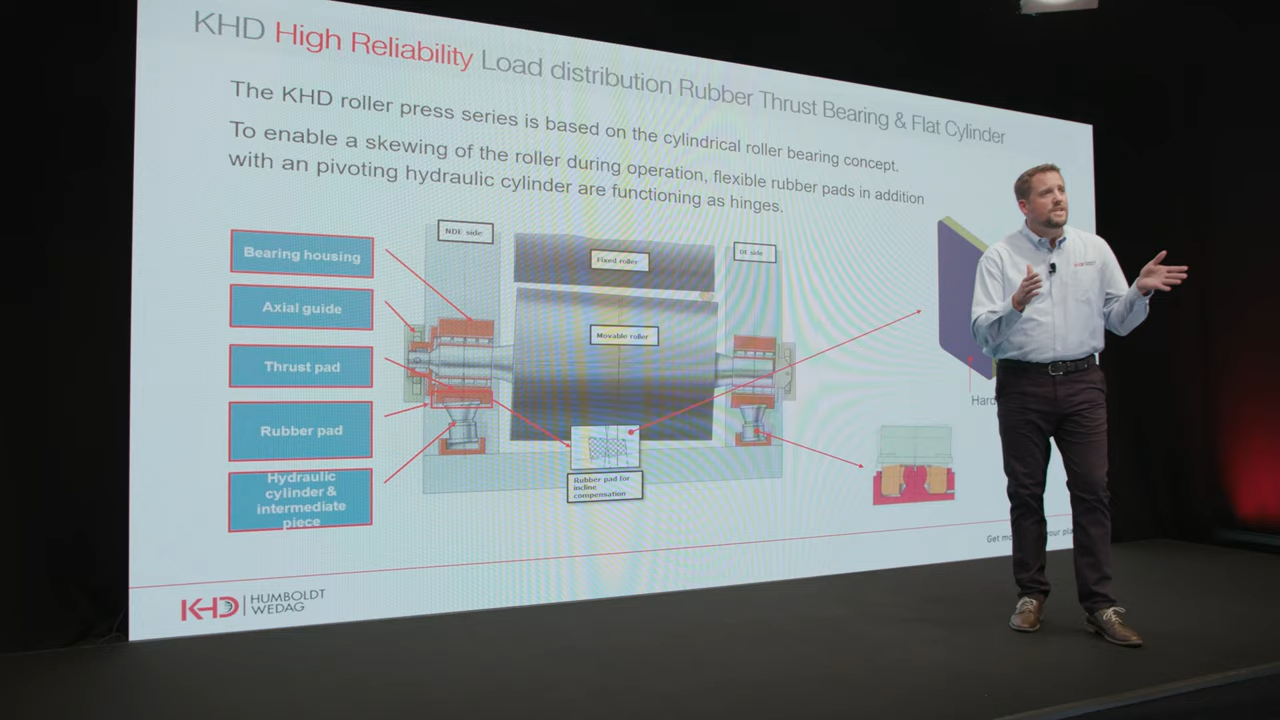 KHD High Reliability Load distribution Rubber Thrust Bearing & Flat Cylinder
The KHD roller press series is based on the cylindrical roller bearing concept.
To enable a skewing of the roller during operation, flexible rubber pads in addition
with an pivoting hydraulic cylinder are functioning as hinges.
Bearing housing
Axial guide
Thrust pad
Rubber pad
Hydraulic
cylinder &
intermediate
piece
NDE side
Fixed roller
DE side
Movable roller
Rubber pad for
incline
compensation
Hard
Get
your
KHD
HUMBOLDT
WEDAG